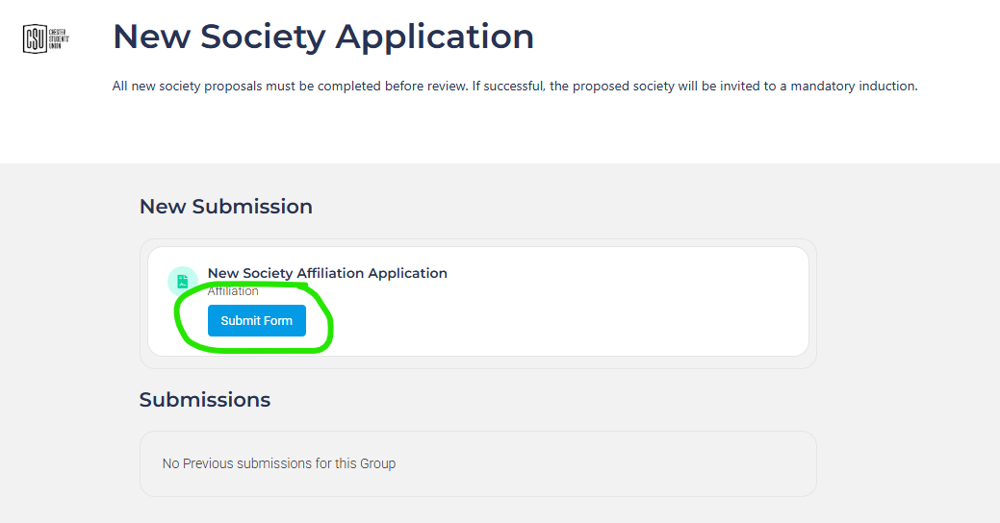 CSU
CHESTER
STUDENTS'
UNION
New Society Application
All new society proposals must be completed before review. If successful, the proposed society will be invited to a mandatory induction.
New Submission
New Society Affiliation Application
Affiliation
Submit Form
Submissions
No Previous submissions for this Group